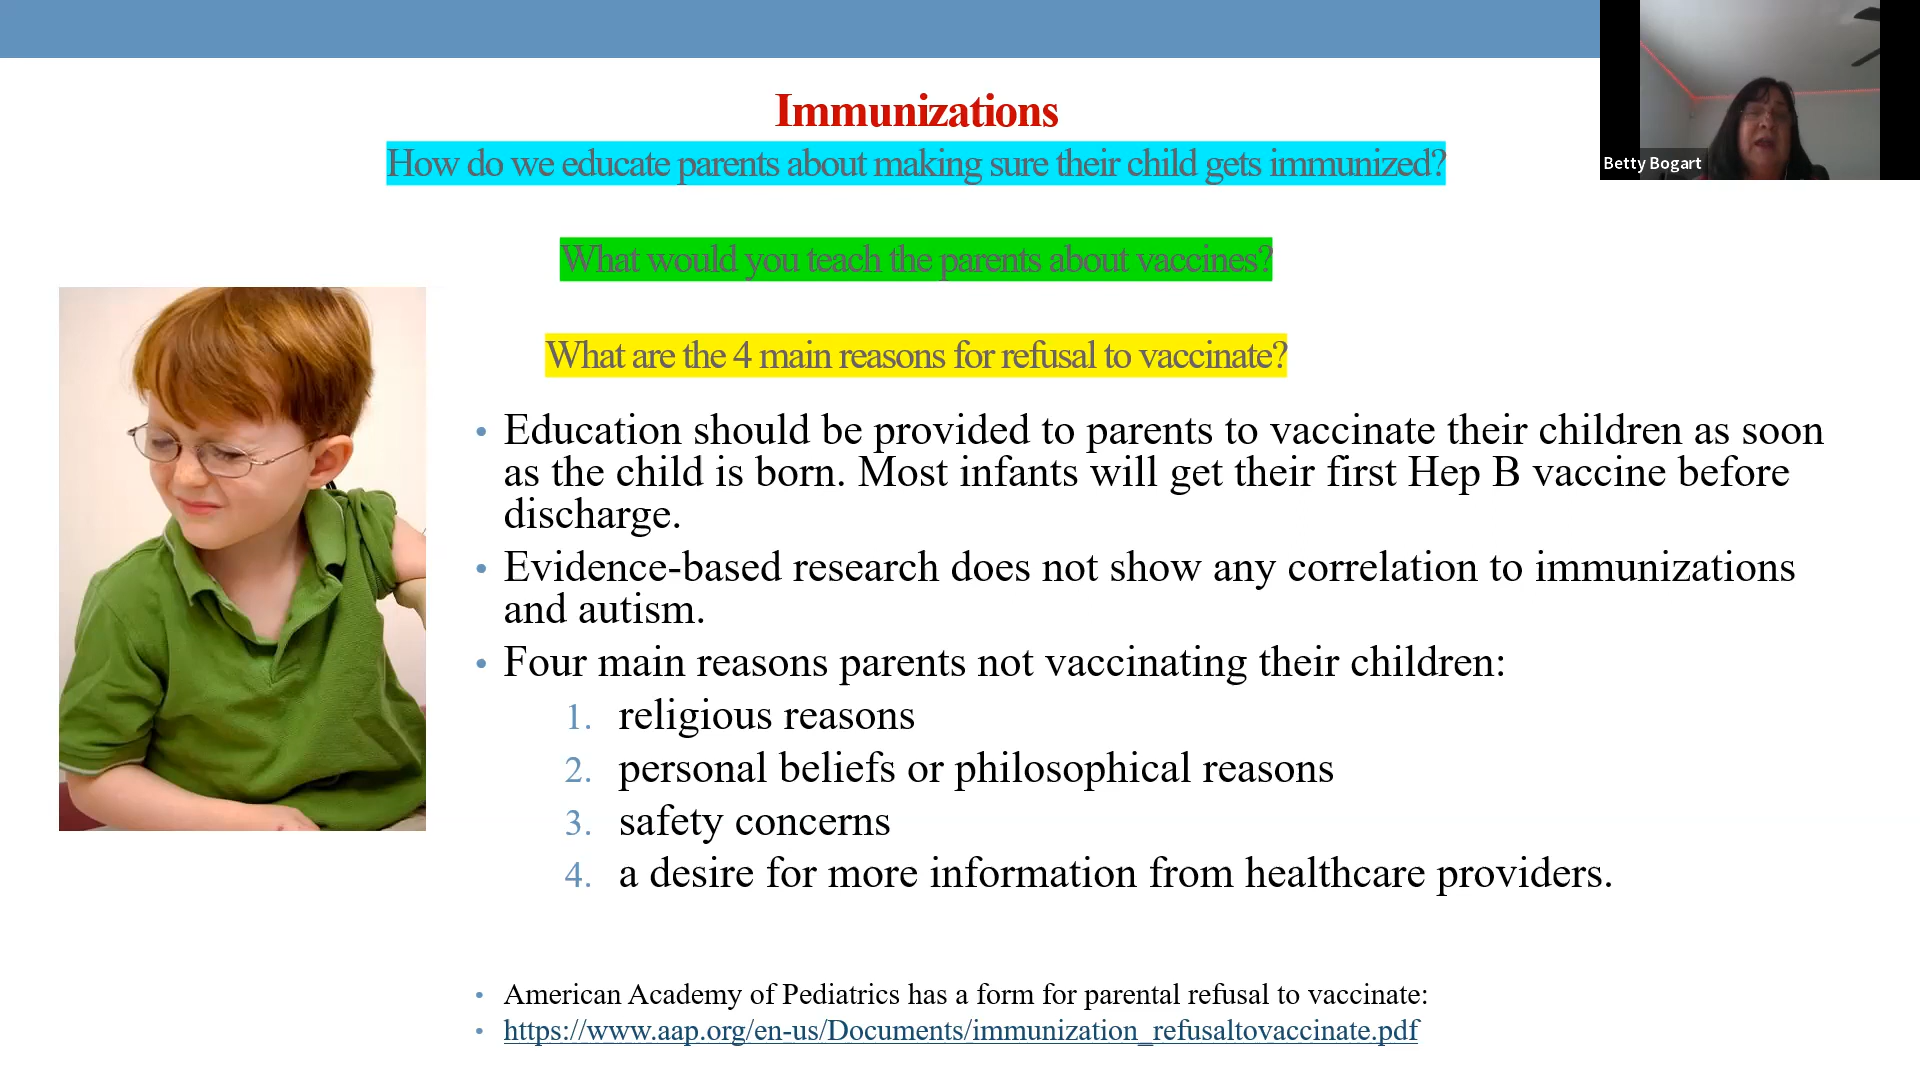 Immunizations
How do we educate parents about making sure their child gets immunized?
Betty Bogart
What would you teach the parents about vaccines?
What are the 4 main reasons for refusal to vaccinate?
• Education should be provided to parents to vaccinate their children as soon
as the child is born. Most infants will get their first Hep B vaccine before
discharge.
• Evidence-based research does not show any correlation to immunizations
and autism.
• Four main reasons parents not vaccinating their children:
1. religious reasons
2. personal beliefs or philosophical reasons
3. safety concerns
4. a desire for more information from healthcare providers.
• American Academy of Pediatrics has a form for parental refusal to vaccinate:
• https://www.aap.org/en-us/Documents/immunization_refusaltovaccinate.pdf